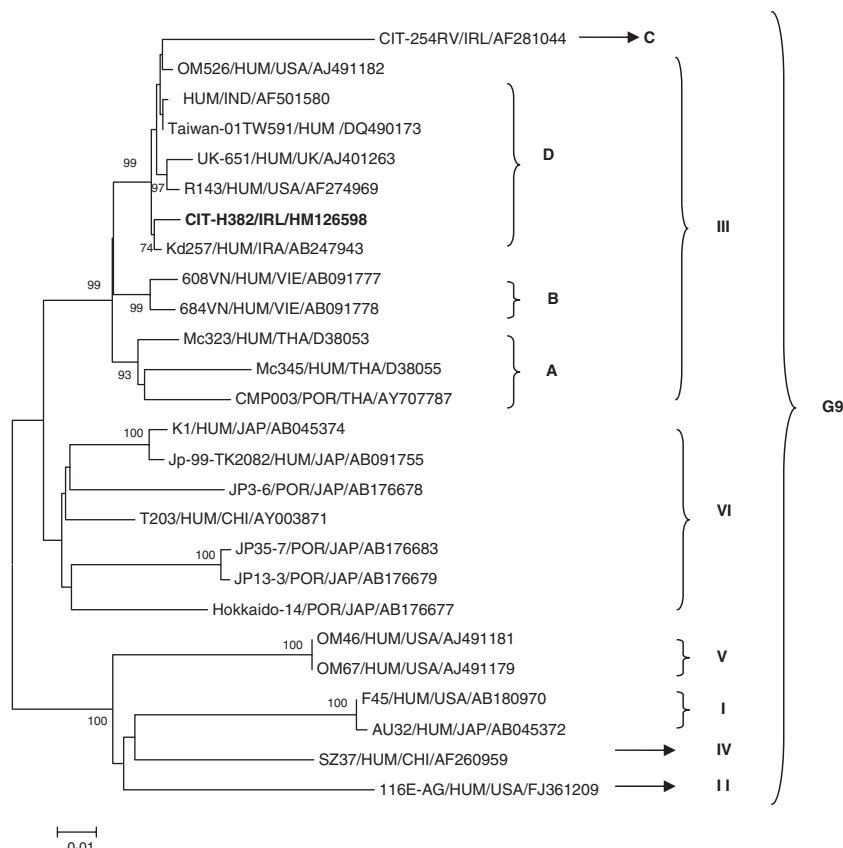 CIT-254RV/IRL/AF281044 C
OM526/HUM/USA/AJ491182
HUM/IND/AF501580
Taiwan-01TW591/HUM /DQ490173
99 D
UK-651/HUM/UK/AJ401263
97 R143/HUM/USA/AF274969
CIT-H382/IRL/HM126598
III
74 Kd257/HUM/IRA/AB247943
608VN/HUM/VIE/AB091777
99 B
99 684VN/HUM/VIE/AB091778
Mc323/HUM/THA/D38053
93 Mc345/HUM/THA/D38055 A
CMP003/POR/THA/AY707787
G9
K1/HUM/JAP/AB045374
100
Jp-99-TK2082/HUM/JAP/AB091755
JP3-6/POR/JAP/AB176678
VI
T203/HUM/CHI/AY003871
100 JP35-7/POR/JAP/AB176683
JP13-3/POR/JAP/AB176679
Hokkaido-14/POR/JAP/AB176677
100 OM46/HUM/USA/AJ491181
V
OM67/HUM/USA/AJ491179
100 F45/HUM/USA/AB180970
I
100 AU32/HUM/JAP/AB045372
SZ37/HUM/CHI/AF260959 IV
116E-AG/HUM/USA/FJ361209 I I
0.01